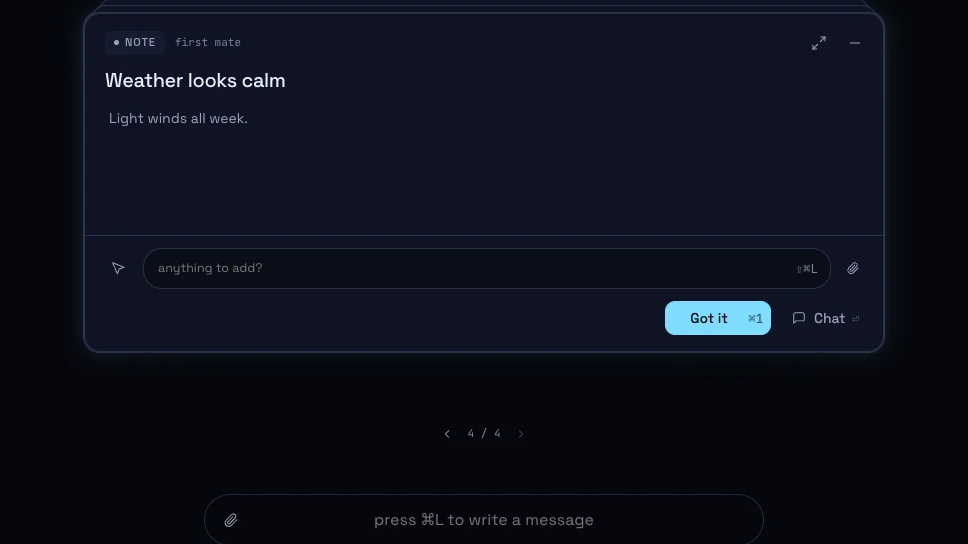 NOTE first mate
Weather looks calm
Light winds all week.
anything to add? ⇧⌘L
Got it ⌘1 Chat ⏎
4 / 4
press ⌘L to write a message